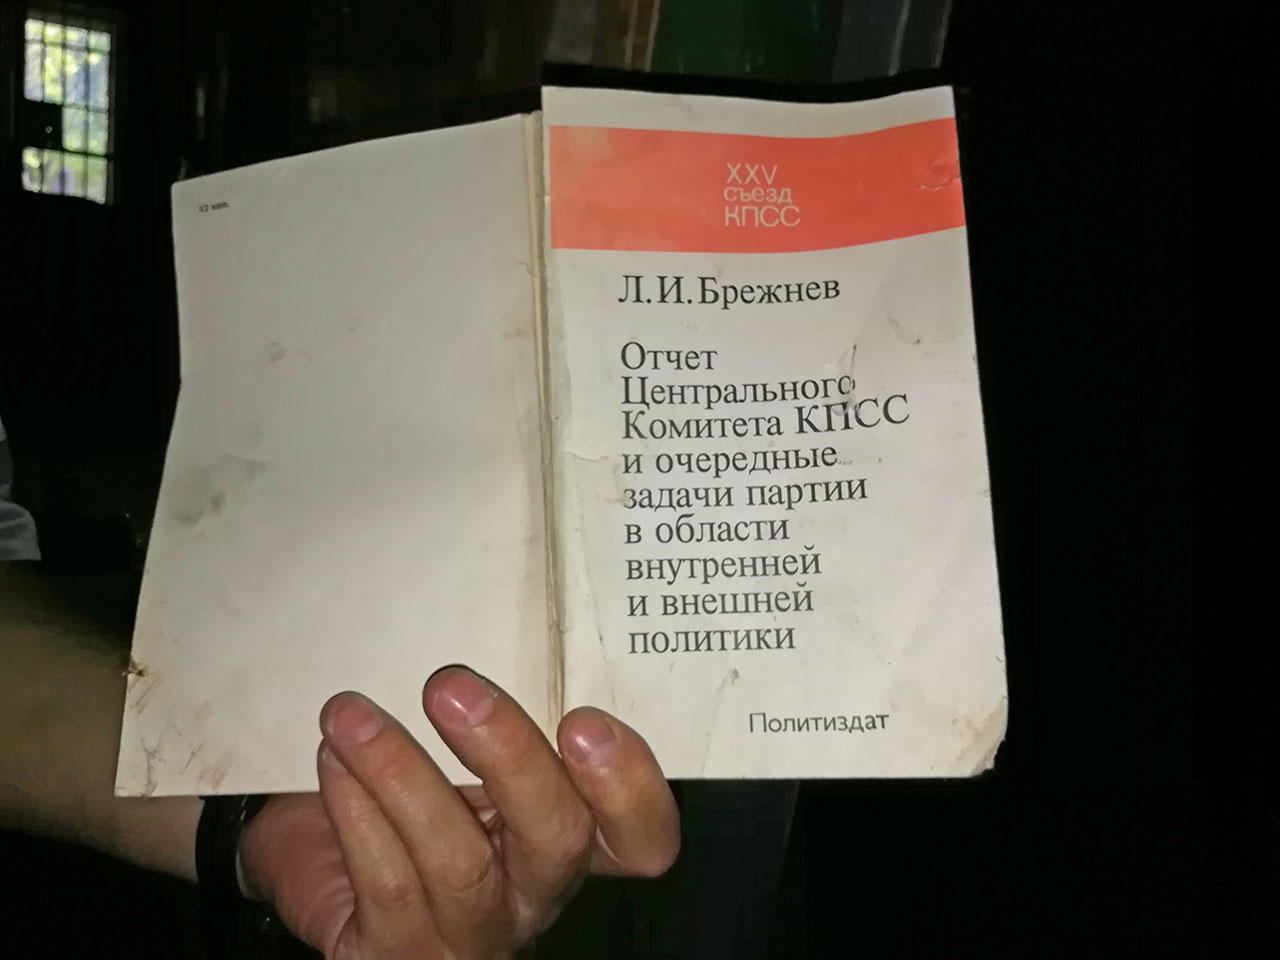 XXV
съезд
КПСС
Л. И. Брежнев
Отчет
Центрального
Комитета КПСС
и очередные
задачи партии
в области
внутренней
и внешней
политики
Политиздат